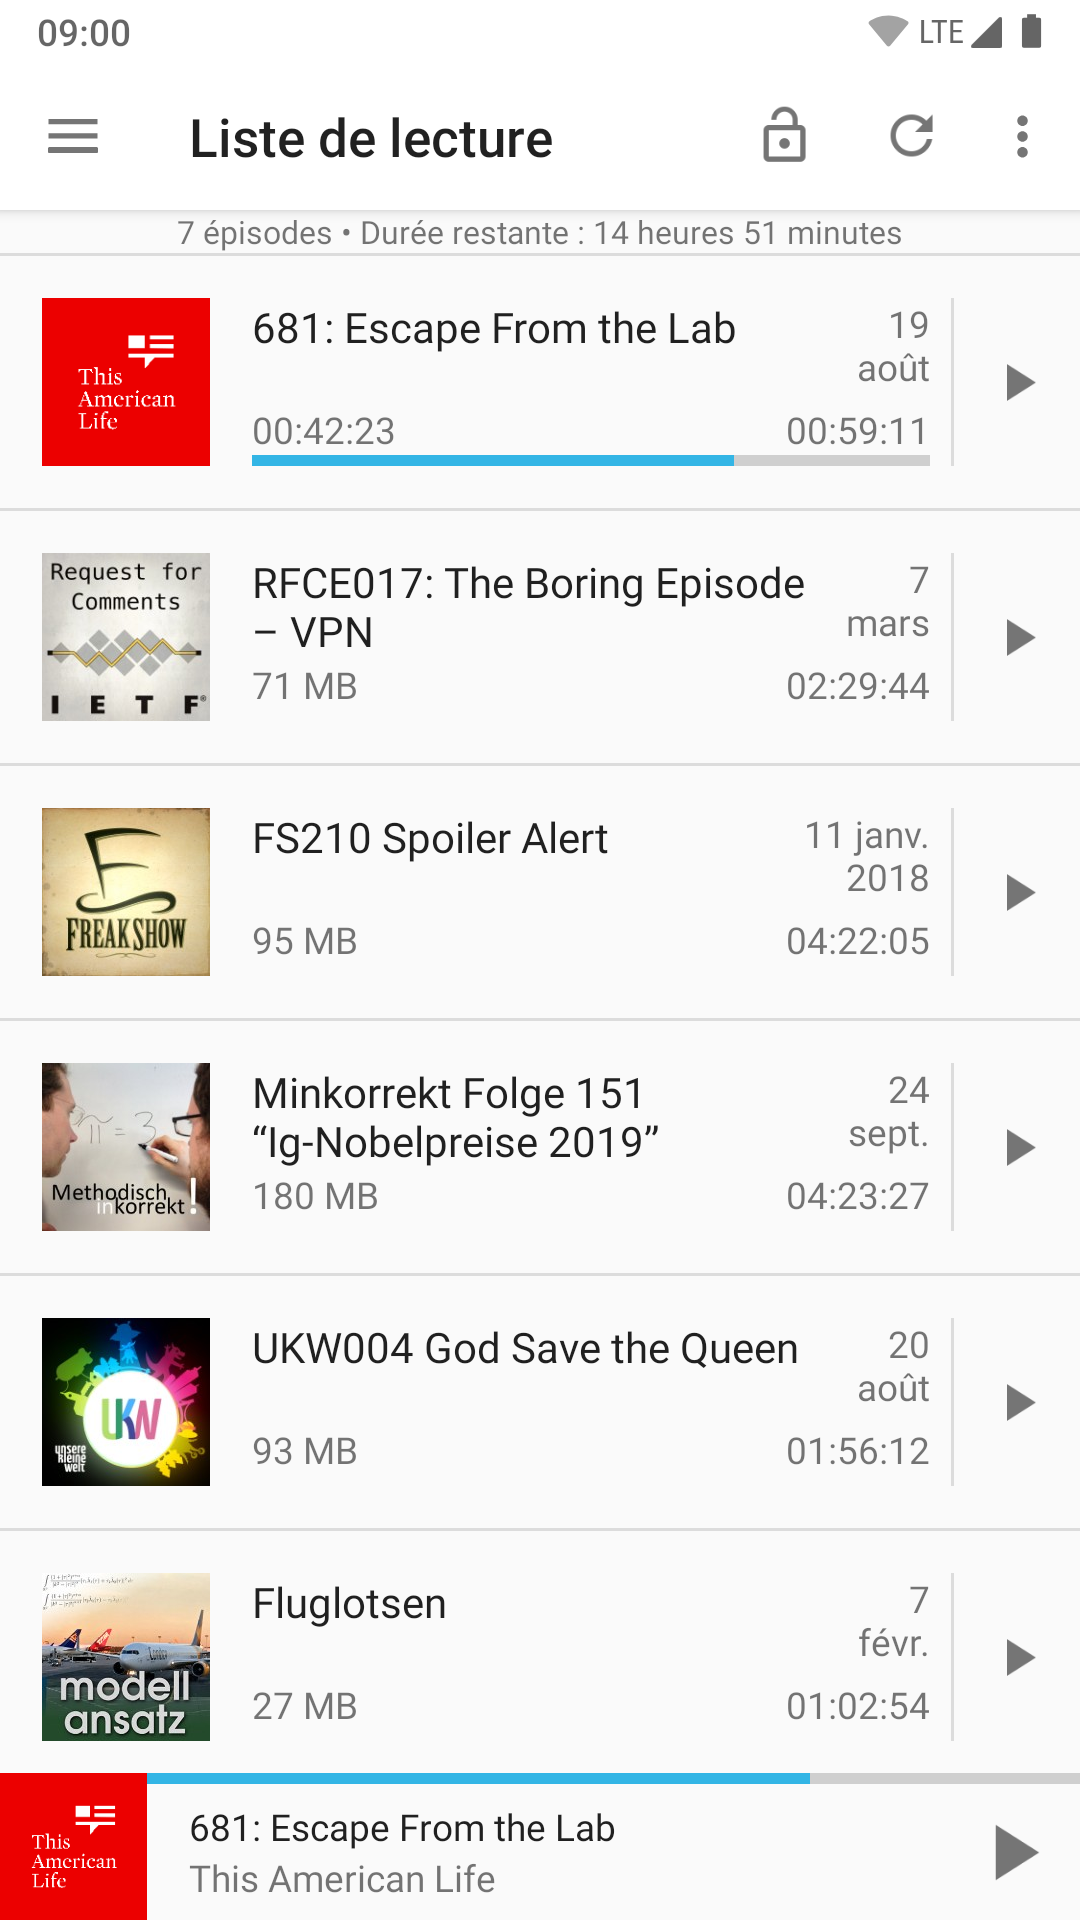 09:00 LTE
Liste de lecture
7 épisodes • Durée restante : 14 heures 51 minutes
This
American
Life
681: Escape From the Lab
19
août
00:42:23
00:59:11
Request for
Comments
I E T F®
RFCE017: The Boring Episode
– VPN
7
mars
71 MB
02:29:44
F
FREAK SHOW
FS210 Spoiler Alert
11 janv.
2018
95 MB
04:22:05
π = 3
Methodisch
inkorrekt!
Minkorrekt Folge 151
“Ig-Nobelpreise 2019”
24
sept.
180 MB
04:23:27
UKW
unsere
kleine
welt
UKW004 God Save the Queen
20
août
93 MB
01:56:12
modell
ansatz
Fluglotsen
7
févr.
27 MB
01:02:54
This
American
Life
681: Escape From the Lab
This American Life